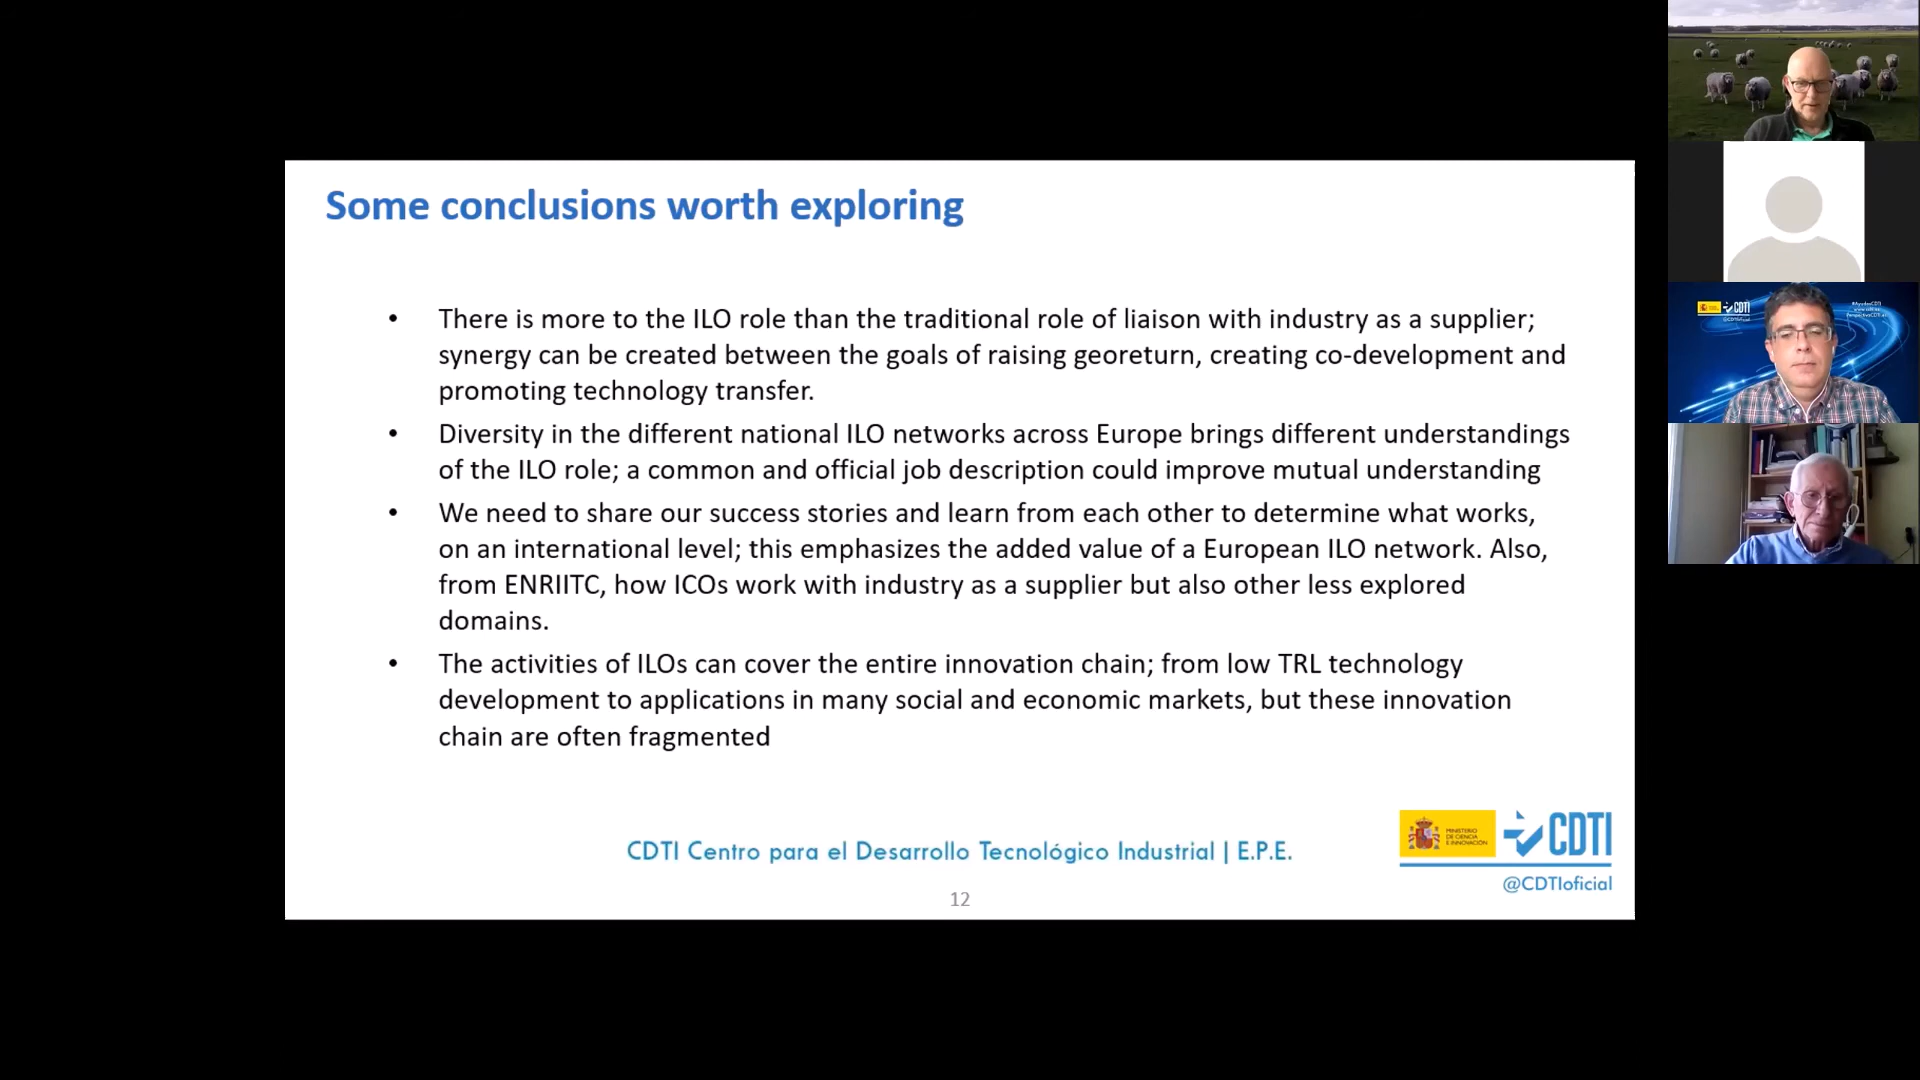 Some conclusions worth exploring
• There is more to the ILO role than the traditional role of liaison with industry as a supplier;
synergy can be created between the goals of raising georeturn, creating co-development and
promoting technology transfer.
• Diversity in the different national ILO networks across Europe brings different understandings
of the ILO role; a common and official job description could improve mutual understanding
• We need to share our success stories and learn from each other to determine what works,
on an international level; this emphasizes the added value of a European ILO network. Also,
from ENRIITC, how ICOs work with industry as a supplier but also other less explored
domains.
• The activities of ILOs can cover the entire innovation chain; from low TRL technology
development to applications in many social and economic markets, but these innovation
chain are often fragmented
CDTI Centro para el Desarrollo Tecnológico Industrial | E.P.E.
MINISTERIO
DE CIENCIA
E INNOVACIÓN
CDTI
@CDTIoficial
12
CDTI